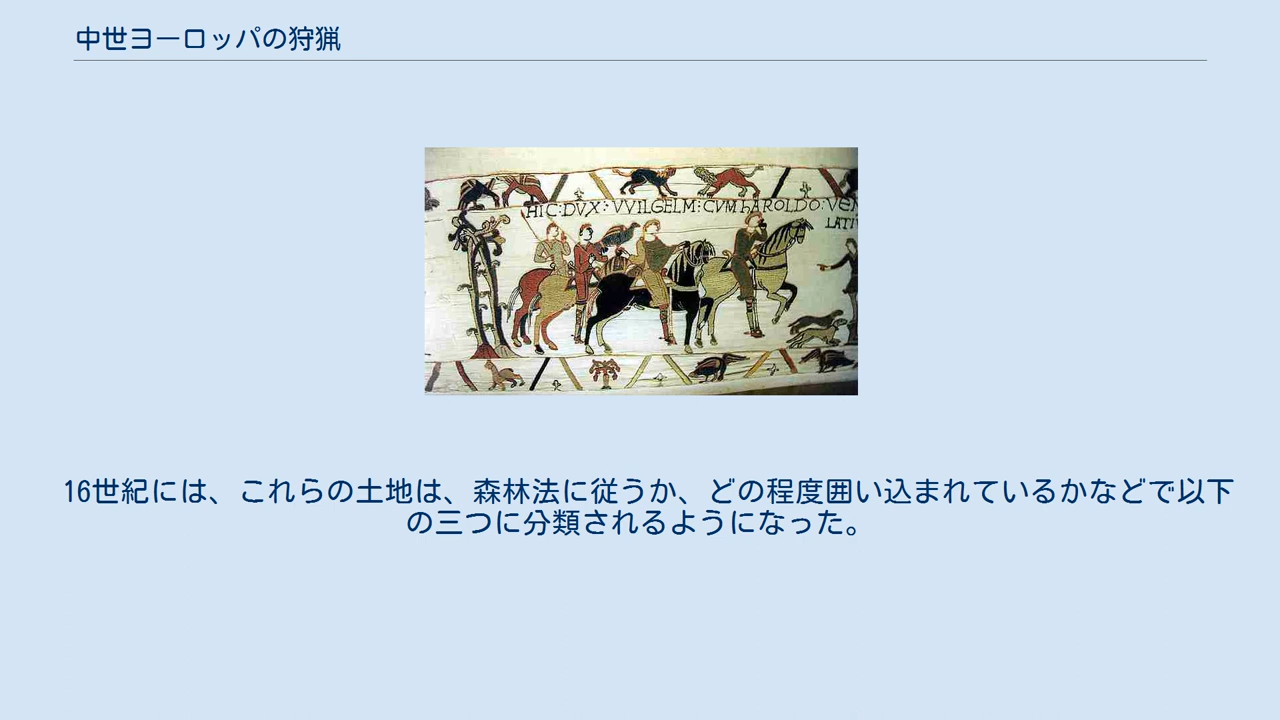 中世ヨーロッパの狩猟
HIC:DVX:VVILGELM:CVM hAROLDO:VEN
LATI
16世紀には、これらの土地は、森林法に従うか、どの程度囲い込まれているかなどで以下
の三つに分類されるようになった。